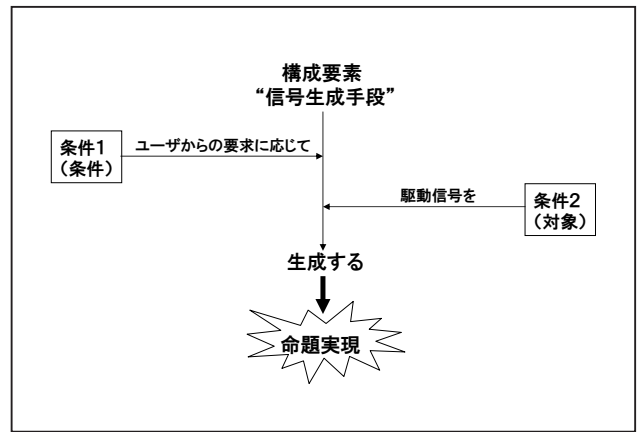 構成要素
“信号生成手段”
条件1
(条件)
ユーザからの要求に応じて
駆動信号を
条件2
(対象)
生成する
命題実現